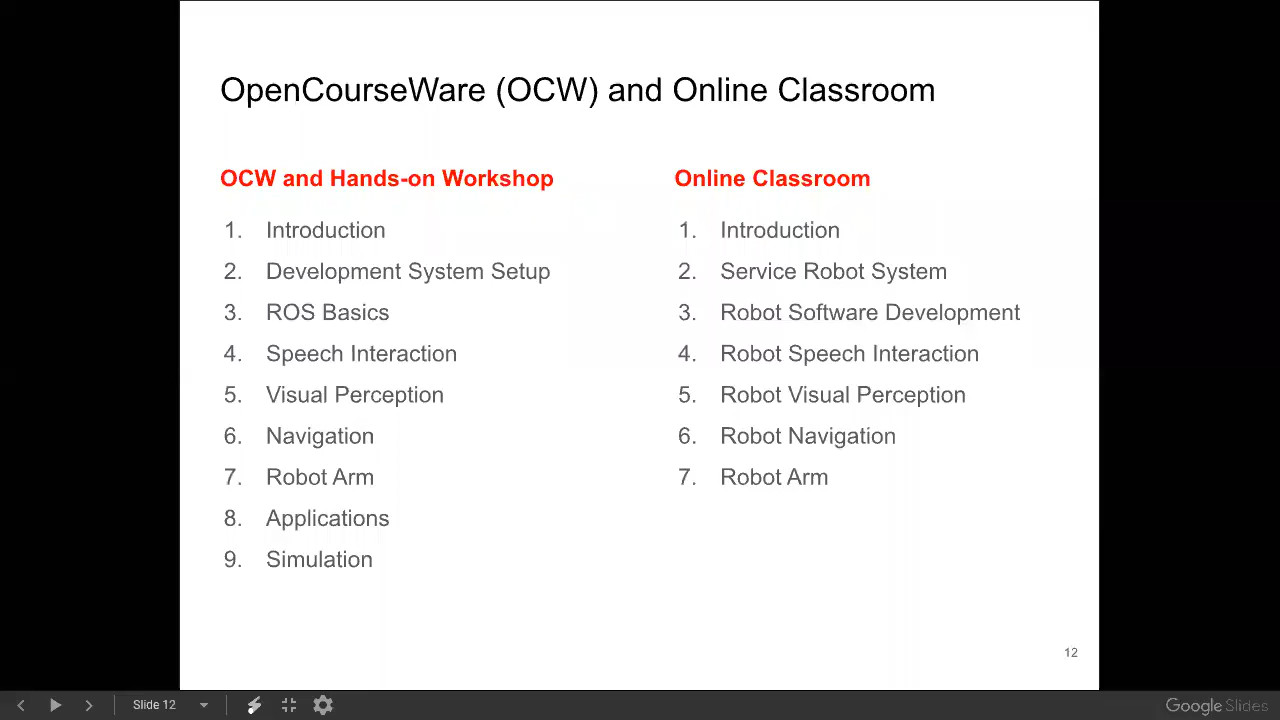 OpenCourseWare (OCW) and Online Classroom
OCW and Hands-on Workshop
1. Introduction
2. Development System Setup
3. ROS Basics
4. Speech Interaction
5. Visual Perception
6. Navigation
7. Robot Arm
8. Applications
9. Simulation
Online Classroom
1. Introduction
2. Service Robot System
3. Robot Software Development
4. Robot Speech Interaction
5. Robot Visual Perception
6. Robot Navigation
7. Robot Arm
12
Slide 12
Google Slides